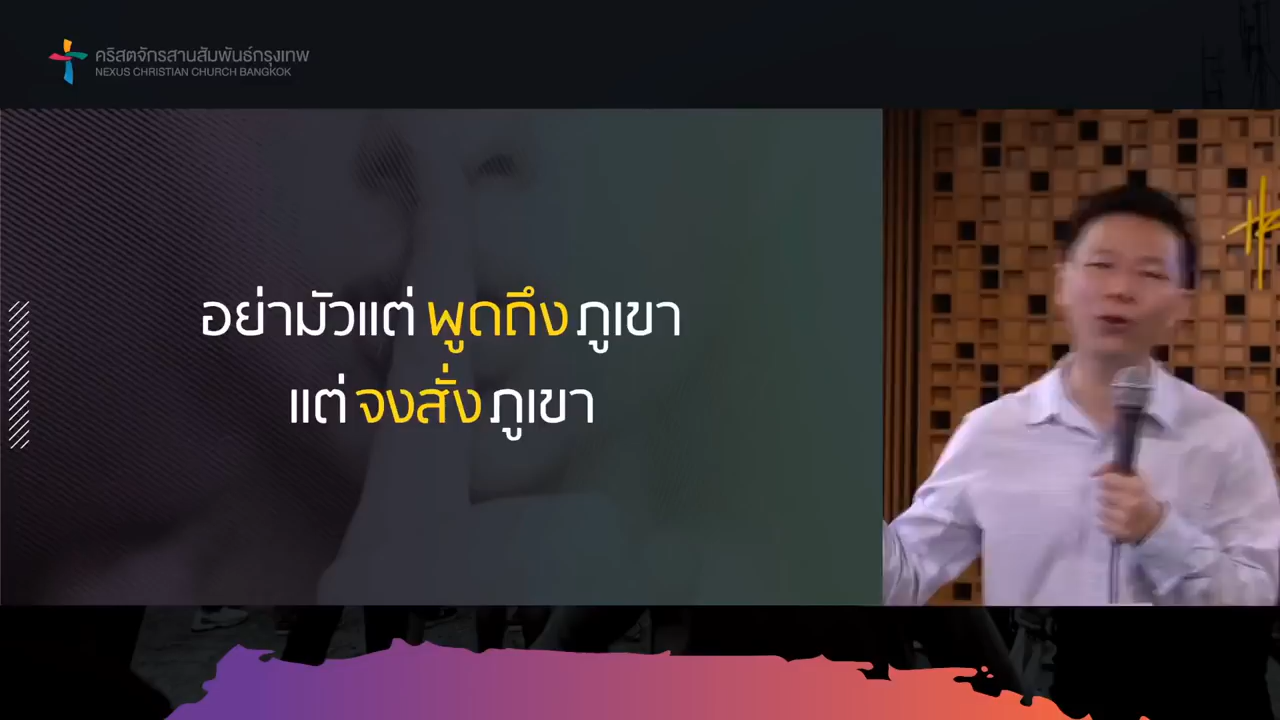 คริสตจักรสานสัมพันธ์กรุงเทพ
NEXUS CHRISTIAN CHURCH BANGKOK
อย่ามัวแต่ พูดถึง ภูเขา
แต่ จงสั่ง ภูเขา